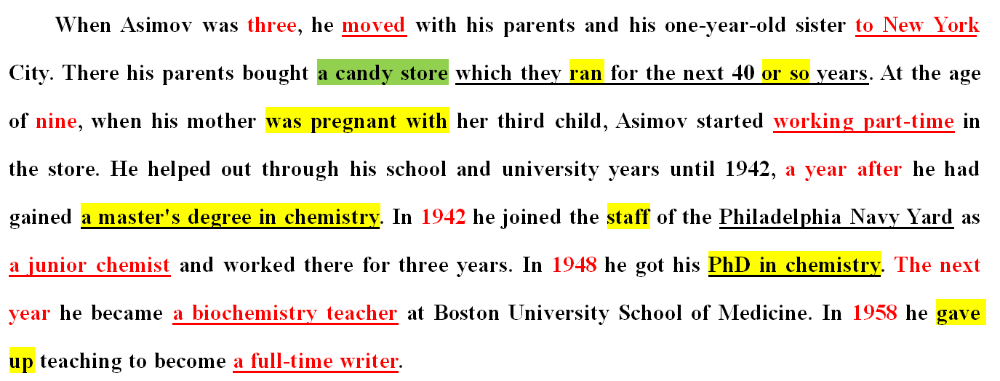 When Asimov was three, he moved with his parents and his one-year-old sister to New York
City. There his parents bought a candy store which they ran for the next 40 or so years. At the age
of nine, when his mother was pregnant with her third child, Asimov started working part-time in
the store. He helped out through his school and university years until 1942, a year after he had
gained a master's degree in chemistry. In 1942 he joined the staff of the Philadelphia Navy Yard as
a junior chemist and worked there for three years. In 1948 he got his PhD in chemistry. The next
year he became a biochemistry teacher at Boston University School of Medicine. In 1958 he gave
up teaching to become a full-time writer.